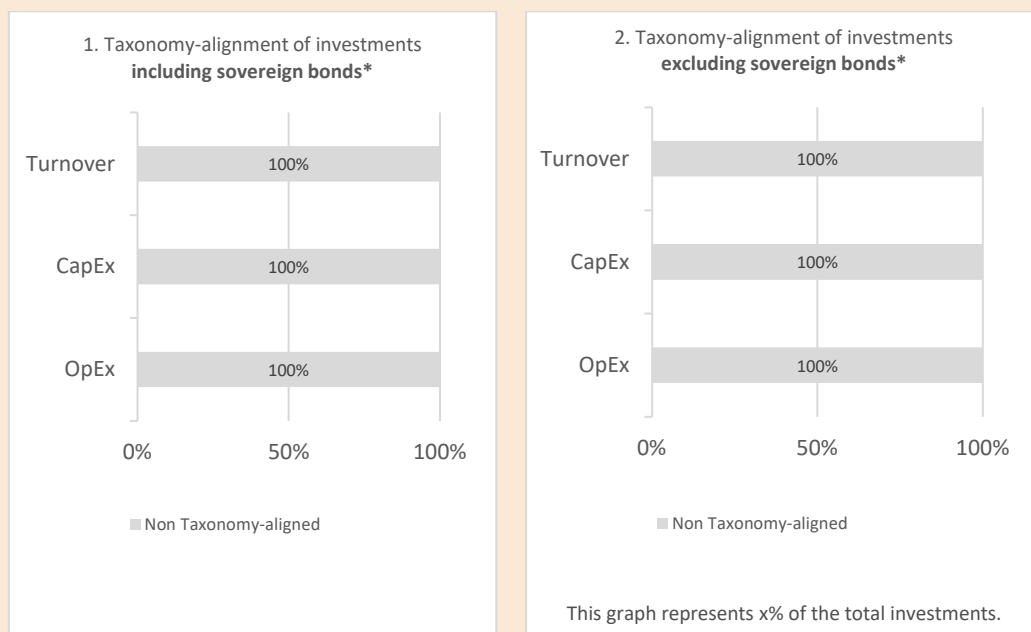 1. Taxonomy-alignment of investments
including sovereign bonds*
Turnover
100%
CapEx
100%
OpEx
100%
0% 50% 100%
Non Taxonomy-aligned
2. Taxonomy-alignment of investments
excluding sovereign bonds*
Turnover
100%
CapEx
100%
OpEx
100%
0% 50% 100%
Non Taxonomy-aligned
This graph represents x% of the total investments.